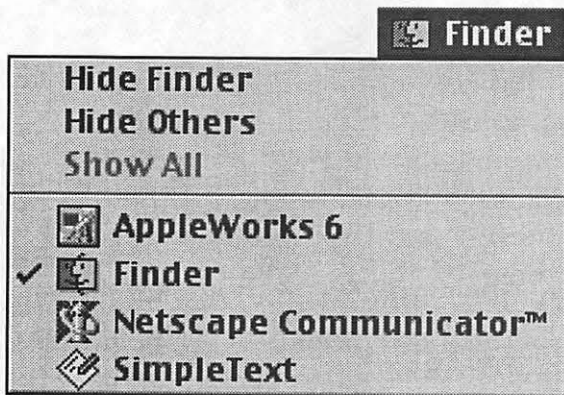 Finder
Hide Finder
Hide Others
Show All
AppleWorks 6
Finder
Netscape Communicator™
SimpleText